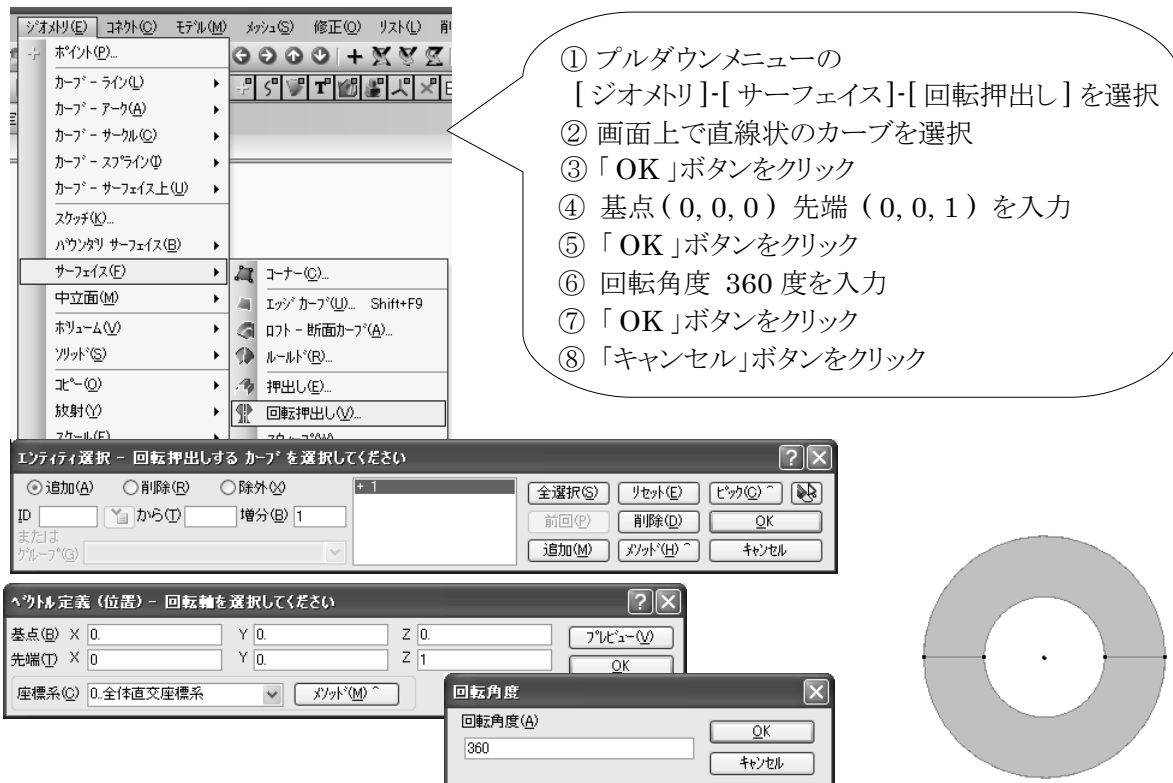 ジオメトリ(E) コネクト(C) モデル(M) メッシュ(S) 修正(O) リスト(L)
ポイント(P)...
カーブ - ライン(L)
カーブ - アーク(A)
カーブ - サークル(C)
カーブ - スプライン(I)
カーブ - サーフェイス上(U)
スケッチ(K)...
バウンダリ サーフェイス(B)
サーフェイス(F)
中立面(M)
ボリューム(V)
ソリッド(S)
コピー(O)
放射(Y)
スケール(E)
コーナー(C)...
エッジ カーブ(U)... Shift+F9
ロフト - 断面カーブ(A)...
ルールド(R)...
押出し(E)...
回転押出し(V)...
① プルダウンメニューの
[ ジオメトリ ]-[ サーフェイス]-[ 回転押出し ] を選択
② 画面上で直線状のカーブを選択
③「 OK 」ボタンをクリック
④ 基点 ( 0, 0, 0 ) 先端 ( 0, 0, 1 ) を入力
⑤「 OK 」ボタンをクリック
⑥ 回転角度 360 度を入力
⑦「 OK 」ボタンをクリック
⑧「キャンセル」ボタンをクリック
エンティティ選択 - 回転押出しする カーブ を選択してください
追加(A) 削除(R) 除外(X) + 1 全選択(S) リセット(E) ピック(C) ^
ID から(T) 増分(B) 1 前回(P) 削除(D) OK
または
グループ(G) 追加(M) メソッド(H) ^ キャンセル
ベクトル定義 (位置) - 回転軸を選択してください
基点(B) X 0. Y 0. Z 0. プレビュー(V)
先端(T) X 0 Y 0. Z 1 OK
座標系(C) 0..全体直交座標系 メソッド(M) ^
回転角度
回転角度(A) OK
360 キャンセル